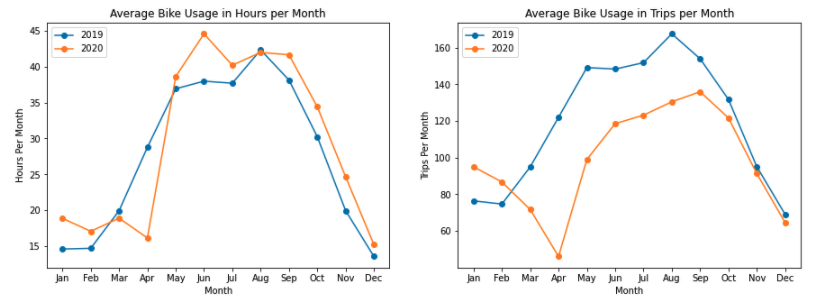 Average Bike Usage in Hours per Month
2019
2020
45
40
35
30
25
20
15
Hours Per Month
Jan Feb Mar Apr May Jun Jul Aug Sep Oct Nov Dec
Month
Average Bike Usage in Trips per Month
2019
2020
160
140
120
100
80
60
Trips Per Month
Jan Feb Mar Apr May Jun Jul Aug Sep Oct Nov Dec
Month